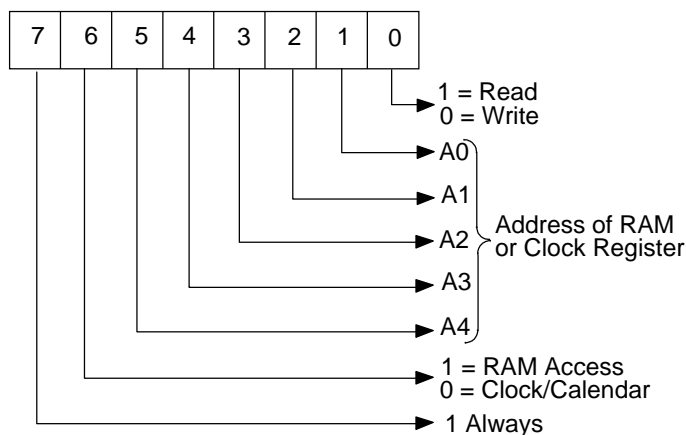 7 6 5 4 3 2 1 0
1 = Read
0 = Write
A0
A1
A2
Address of RAM
or Clock Register
A3
A4
1 = RAM Access
0 = Clock/Calendar
1 Always